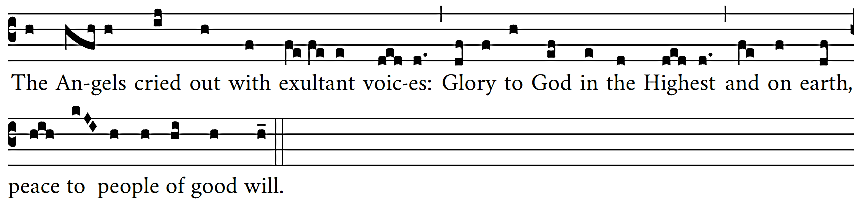 The An-gels cried out with exultant voic-es: Glory to God in the Highest and on earth,
peace to people of good will.